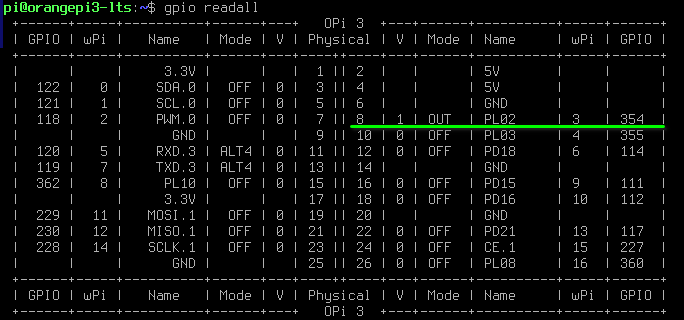 pi@orangepi3-lts:~$ gpio readall
+------+-----+----------+------+---+   OPi 3  +---+------+----------+-----+------+
| GPIO | wPi |   Name   | Mode | V | Physical | V | Mode | Name     | wPi | GPIO |
+------+-----+----------+------+---+----++----+---+------+----------+-----+------+
|      |     |     3.3V |      |   |  1 || 2  |   |      | 5V       |     |      |
|  122 |   0 |    SDA.0 |  OFF | 0 |  3 || 4  |   |      | 5V       |     |      |
|  121 |   1 |    SCL.0 |  OFF | 0 |  5 || 6  |   |      | GND      |     |      |
|  118 |   2 |    PWM.0 |  OFF | 0 |  7 || 8  | 1 | OUT  | PL02     | 3   | 354  |
|      |     |      GND |      |   |  9 || 10 | 0 | OFF  | PL03     | 4   | 355  |
|  120 |   5 |    RXD.3 | ALT4 | 0 | 11 || 12 | 0 | OFF  | PD18     | 6   | 114  |
|  119 |   7 |    TXD.3 | ALT4 | 0 | 13 || 14 |   |      | GND      |     |      |
|  362 |   8 |     PL10 |  OFF | 0 | 15 || 16 | 0 | OFF  | PD15     | 9   | 111  |
|      |     |     3.3V |      |   | 17 || 18 | 0 | OFF  | PD16     | 10  | 112  |
|  229 |  11 |   MOSI.1 |  OFF | 0 | 19 || 20 |   |      | GND      |     |      |
|  230 |  12 |   MISO.1 |  OFF | 0 | 21 || 22 | 0 | OFF  | PD21     | 13  | 117  |
|  228 |  14 |   SCLK.1 |  OFF | 0 | 23 || 24 | 0 | OFF  | CE.1     | 15  | 227  |
|      |     |      GND |      |   | 25 || 26 | 0 | OFF  | PL08     | 16  | 360  |
+------+-----+----------+------+---+----++----+---+------+----------+-----+------+
| GPIO | wPi |   Name   | Mode | V | Physical | V | Mode | Name     | wPi | GPIO |
+------+-----+----------+------+---+   OPi 3  +---+------+----------+-----+------+